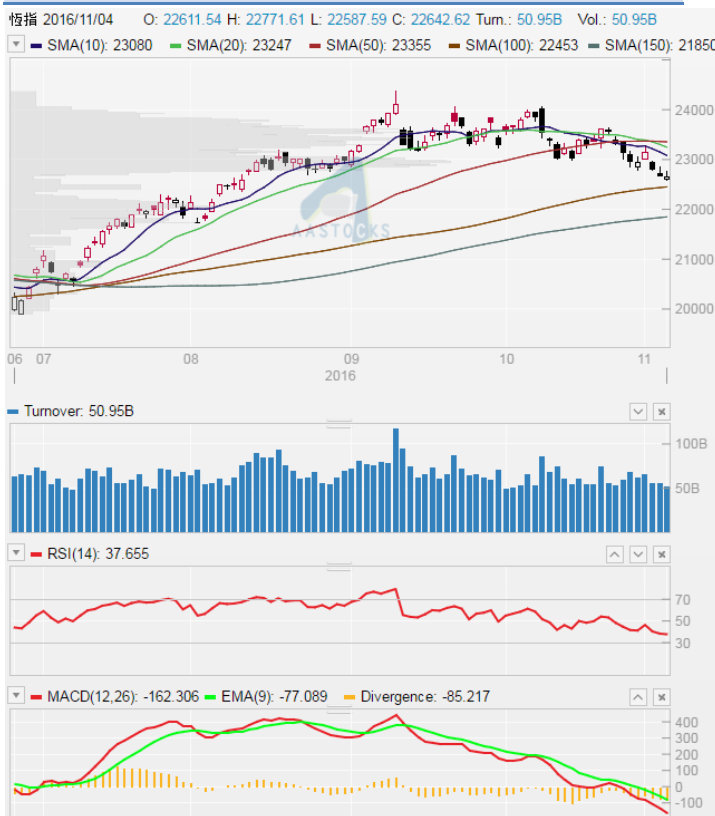 恆指 2016/11/04 O: 22611.54 H: 22771.61 L: 22587.59 C: 22642.62 Turn.: 50.95B Vol.: 50.95B
SMA(10): 23080 SMA(20): 23247 SMA(50): 23355 SMA(100): 22453 SMA(150): 21850
24000
23000
22000
AASTOCKS
21000
20000
06 07 08 09 10 11
2016
Turnover: 50.95B
100B
50B
RSI(14): 37.655
70
50
30
MACD(12,26): -162.306 EMA(9): -77.089 Divergence: -85.217
400
300
200
100
0
-100